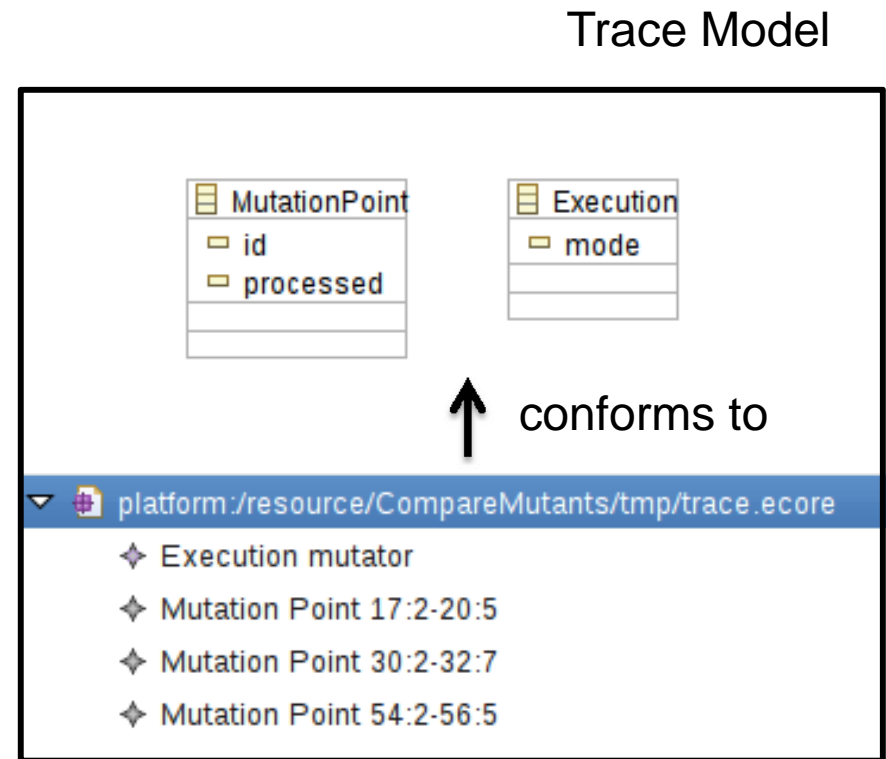 Trace Model
MutationPoint
id
processed
Execution
mode
conforms to
platform:/resource/CompareMutants/tmp/trace.ecore
Execution mutator
Mutation Point 17:2-20:5
Mutation Point 30:2-32:7
Mutation Point 54:2-56:5